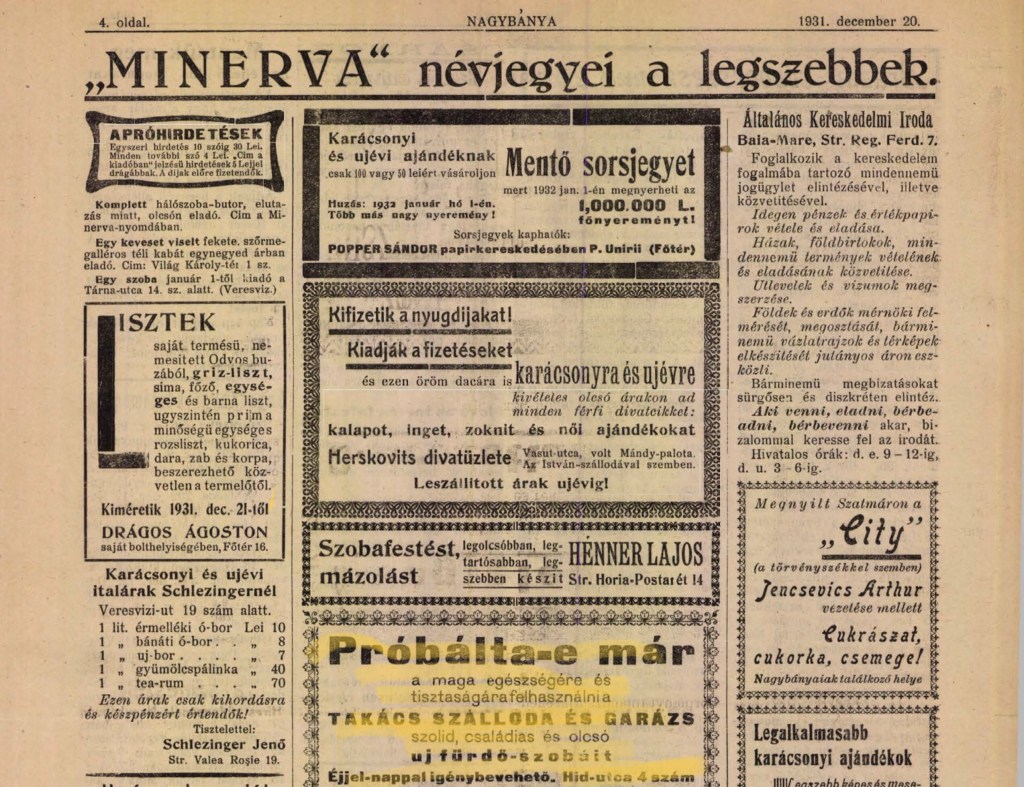 4. oldal.
NAGYBÁNYA
1931. december 20.
„MINERVA“ névjegyei a legszebbek.
APRÓHIRDETÉSEK
Egyszeri hirdetés 10 szóig 30 Lei.
Minden további szó 4 Lei. „Cim a
kiadóban“ jelzésü hirdetések 5 Lejjel
drágábbak. A dijak előre fizetendők.
Komplett hálószoba-butor, eluta-
zás miatt, olcsón eladó. Cim a Mi-
nerva-nyomdában.
Egy keveset viselt fekete, szőrme-
galléros téli kabát egynegyed árban
eladó. Cim: Világ Károly-tér 1 sz.
Egy szoba január 1-től kiadó a
Tárna-utca 14. sz. alatt. (Veresviz.)
LISZTEK
saját termésü, ne-
mesitett Odvos bu-
zából, griz-liszt,
sima, főző, egysé-
ges és barna liszt,
ugyszintén prima
minőségü egységes
rozsliszt, kukorica,
dara, zab és korpa,
beszerezhető köz-
vetlen a termelőtől.
Kiméretik 1931. dec. 21-től
DRÁGOS ÁGOSTON
saját bolthelyiségében, Főtér 16.
Karácsonyi és ujévi
italárak Schlezingernél
Veresvizi-ut 19 szám alatt.
1 lit. érmelléki ó-bor Lei 10
1 „ bánáti ó-bor . . „ 8
1 „ uj-bor . . . . „ 7
1 „ gyümölcspálinka „ 40
1 „ tea-rum . . . . „ 70
Ezen árak csak kihordásra
és készpénzért értendők!
Tisztelettel:
Schlezinger Jenő
Str. Valea Roşie 19.
Karácsonyi
és ujévi ajándéknak
csak 100 vagy 50 leiért vásároljon
Mentő sorsjegyet
mert 1932 jan. 1-én megnyerheti az
Huzás: 1932 január hó 1-én.
Több más nagy nyeremény!
1,000.000 L.
főnyereményt!
Sorsjegyek kaphatók:
POPPER SÁNDOR papirkereskedésében P. Unirii (Főtér)
Kifizetik a nyugdijakat!
Kiadják a fizetéseket
és ezen öröm dacára is karácsonyra és ujévre
kivételes olcsó árakon ad
minden férfi divatcikket:
kalapot, inget, zoknit és női ajándékokat
Herskovits divatüzlete
Vasut-utca, volt Mándy-palota.
Az István-szállodával szemben.
Leszállitott árak ujévig!
Szobafestést,
mázolást
legolcsóbban, leg-
tartósabban, leg-
szebben készit
HÉNNER LAJOS
Str. Horia-Postarét 14
Próbálta-e már
a maga egészségére és
tisztaságára felhasználnia
TAKÁCS SZÁLLODA ÉS GARÁZS
szolid, családias és olcsó
uj fürdő-szobáit
Éjjel-nappal igénybevehető. Hid-utca 4 szám
Általános Kereskedelmi Iroda
Baia-Mare, Str. Reg. Ferd. 7.
Foglalkozik a kereskedelem
fogalmába tartozó mindennemü
jogügylet elintézésével, illetve
közvetitésével.
Idegen pénzek és értékpapi-
rok vétele és eladása.
Házak, földbirtokok, min-
dennemü termények vételének
és eladásának közvetitése.
Utlevelek és vizumok meg-
szerzése.
Földek és erdők mérnöki fel-
mérését, megosztását, bármi-
nemü vázlatrajzok és térképek
elkészitését jutányos áron esz-
közli.
Bárminemü megbizatásokat
sürgősen és diszkréten elintéz.
Aki venni, eladni, bérbe-
adni, bérbevenni akar, bi-
zalommal keresse fel az irodát.
Hivatalos órák: d. e. 9-12-ig,
d. u. 3-6-ig.
Megnyilt Szatmáron a
„City”
(a törvényszékkel szemben)
Jencsevics Arthur
vezetése mellett
Cukrászat,
cukorka, csemege!
Nagybányaiak találkozó helye
Legalkalmasabb
karácsonyi ajándékok